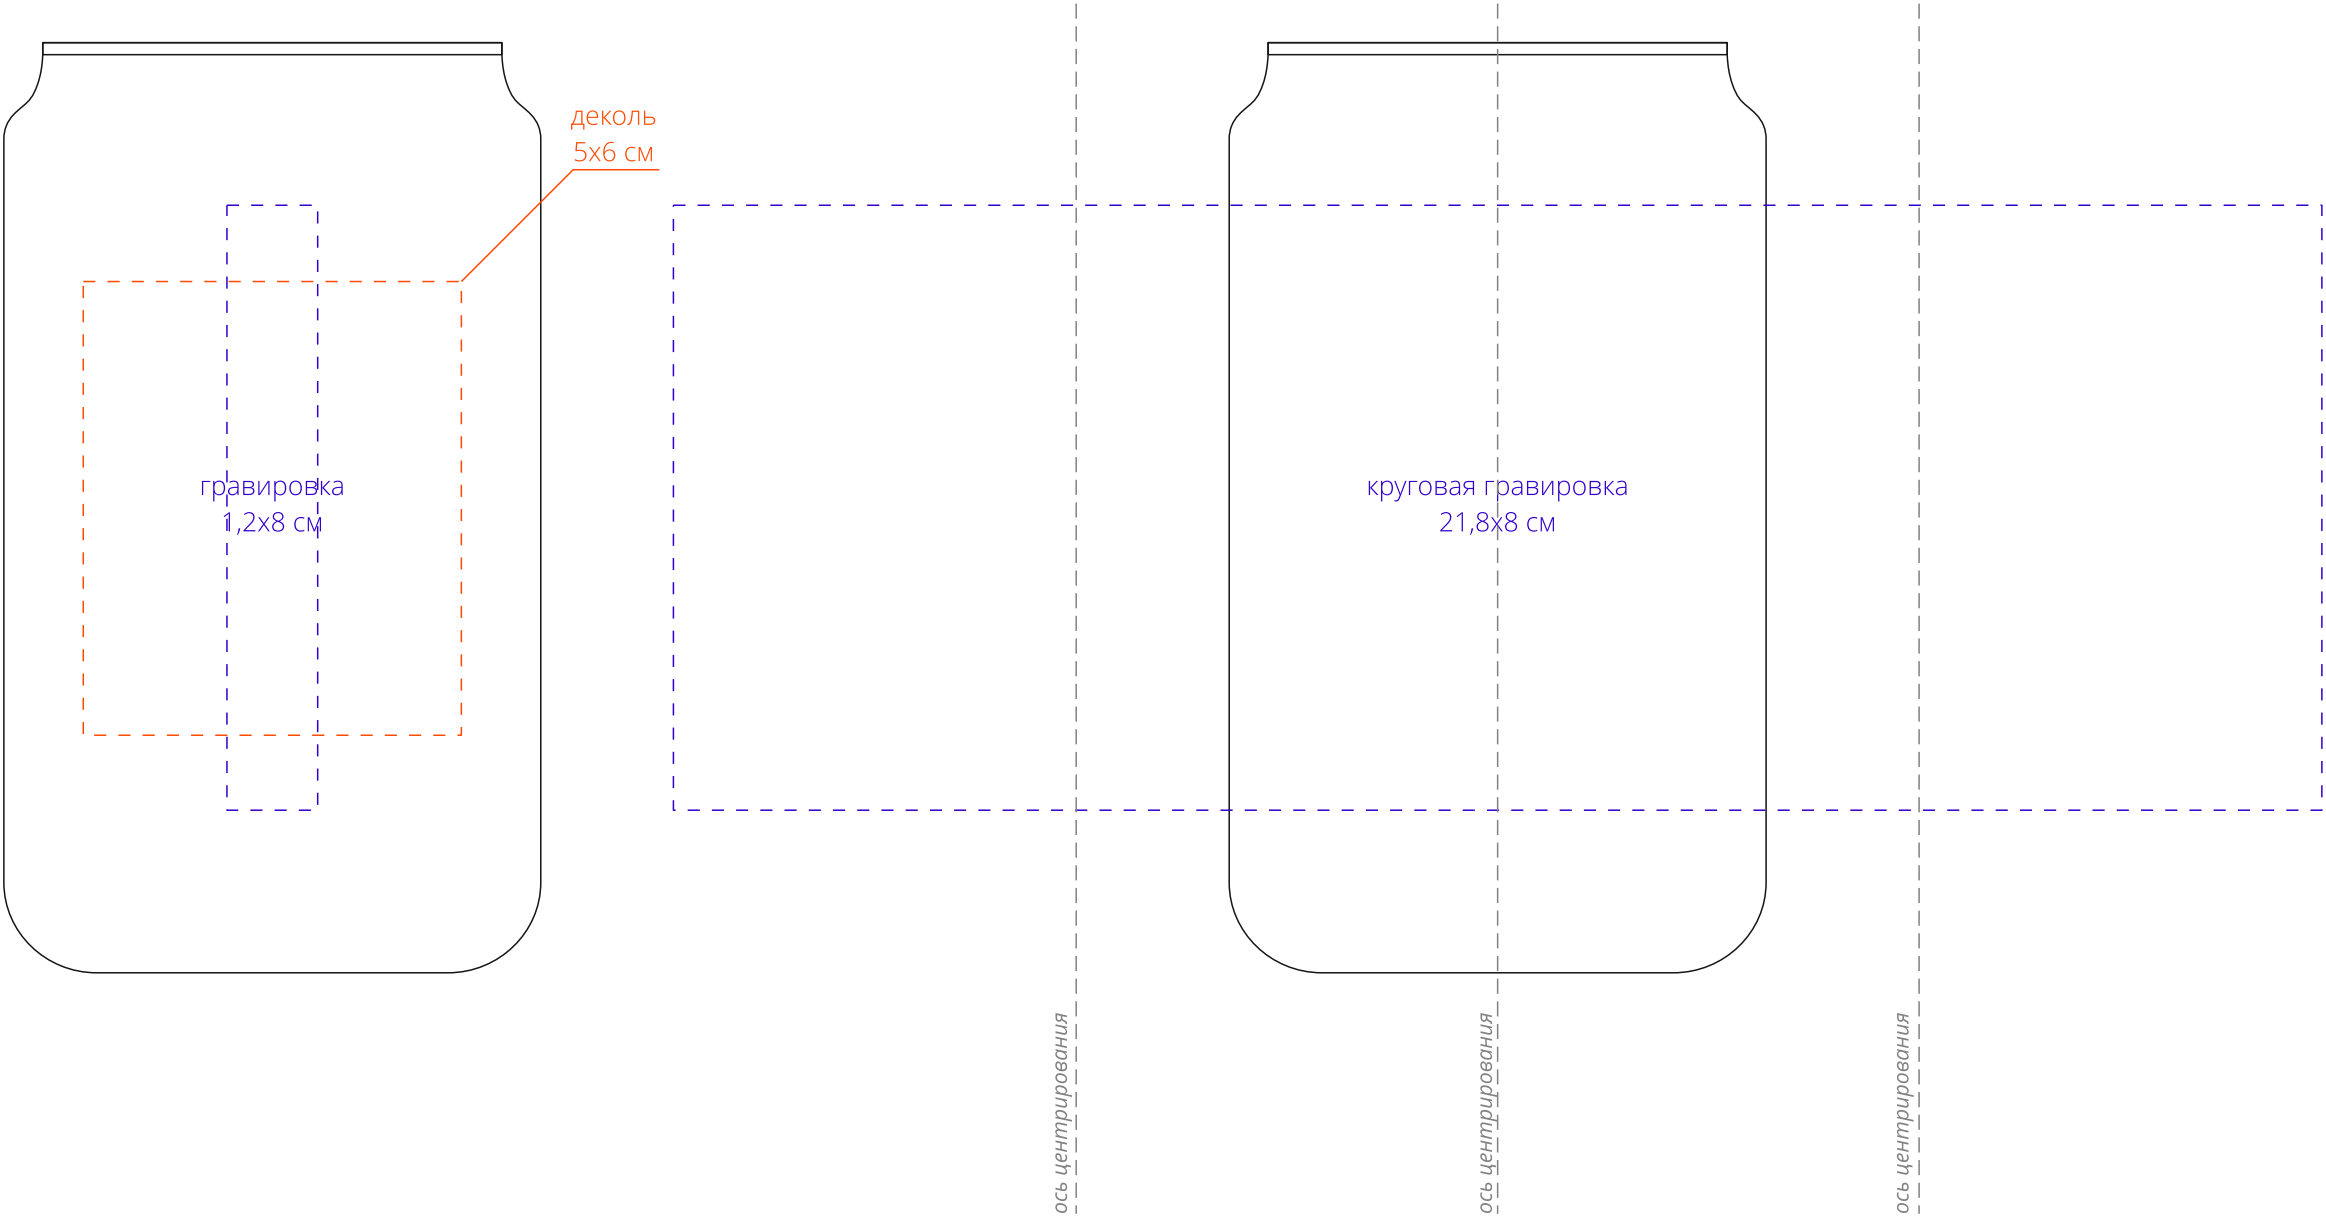 деколь
5х6 см
гравировка
1,2х8 см
круговая гравировка
21,8х8 см
ось центрирования
ось центрирования
ось центрирования